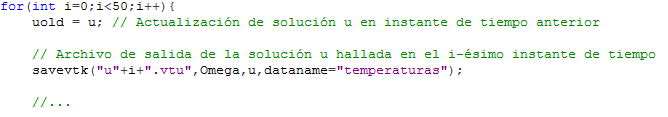 for(int i=0;i<50;i++){
uold = u; // Actualización de solución u en instante de tiempo anterior
// Archivo de salida de la solución u hallada en el i-ésimo instante de tiempo
savevtk("u"+i+".vtu",Omega,u,dataname="temperaturas");
//...